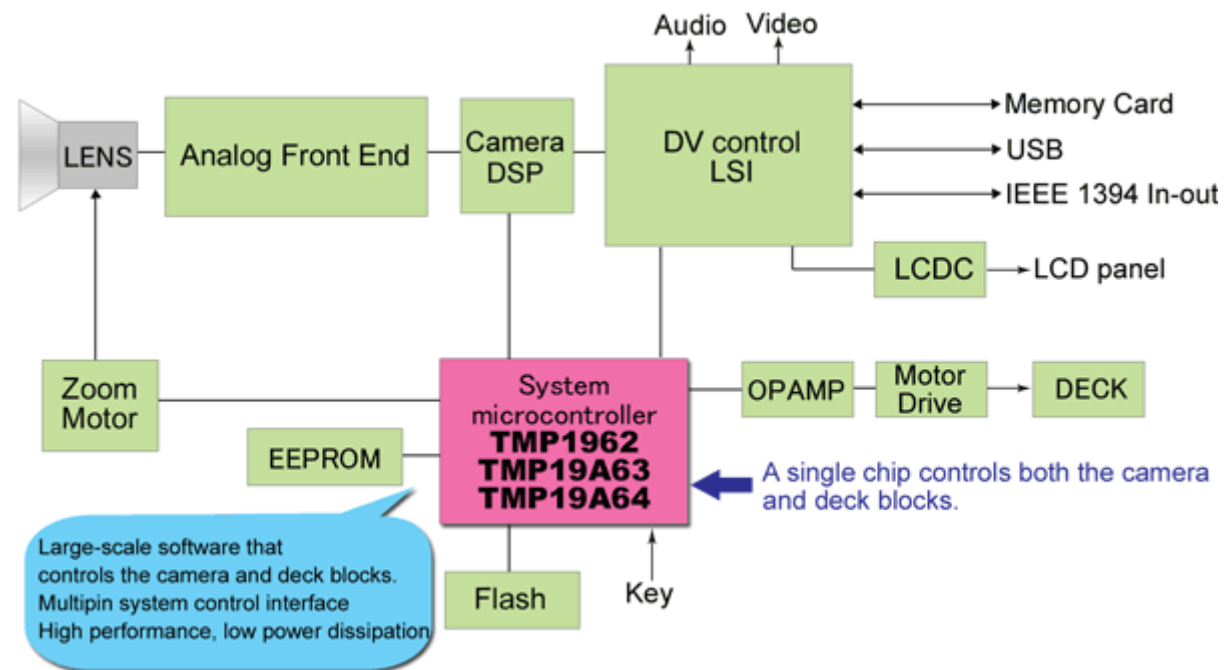 Audio
Video
LENS
Analog Front End
Camera
DSP
DV control
LSI
Memory Card
USB
IEEE 1394 In-out
LCDC
LCD panel
Zoom
Motor
System
microcontroller
TMP1962
TMP19A63
TMP19A64
OPAMP
Motor
Drive
DECK
EEPROM
A single chip controls both the camera
and deck blocks.
Large-scale software that
controls the camera and deck blocks.
Multipin system control interface
High performance, low power dissipation
Flash
Key